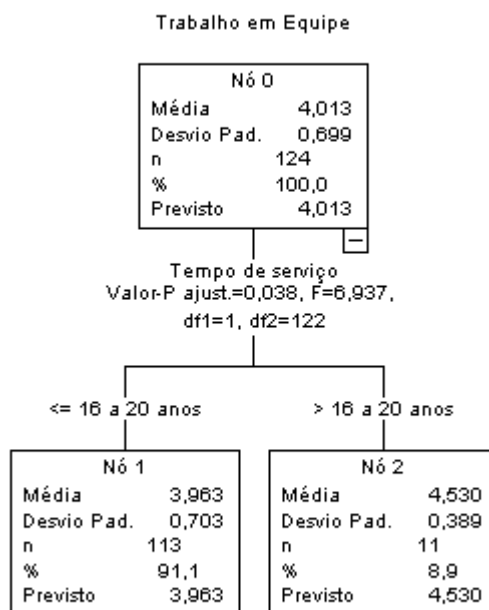 Trabalho em Equipe
Nó 0
Média 4,013
Desvio Pad. 0,699
n 124
% 100,0
Previsto 4,013
Tempo de serviço
Valor-P ajust.=0,038, F=6,937,
df1=1, df2=122
<= 16 a 20 anos
> 16 a 20 anos
Nó 1
Média 3,963
Desvio Pad. 0,703
n 113
% 91,1
Previsto 3,963
Nó 2
Média 4,530
Desvio Pad. 0,389
n 11
% 8,9
Previsto 4,530